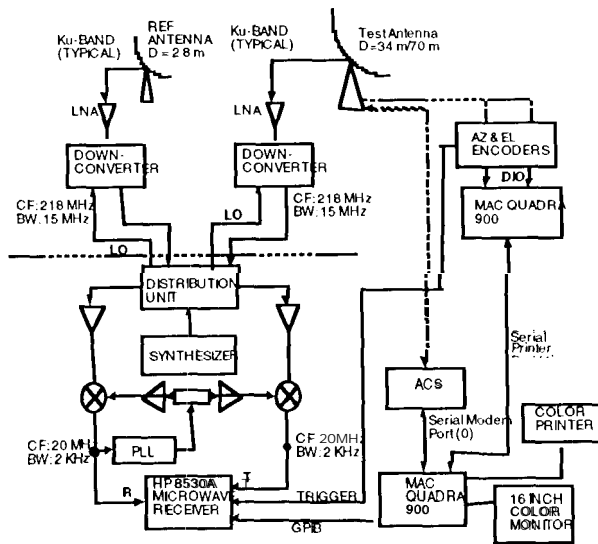 Ku-BAND
(TYPICAL)
REF
ANTENNA
D = 2 8 m
Ku-BAND
(TYPICAL)
Test Antenna
D=34 m/70 m
LNA
LNA
DOWN-
CONVERTER
DOWN-
CONVERTER
AZ & EL
ENCODERS
DIO
MAC QUADRA
900
CF: 218 MHz
BW: 15 MHz
LO
CF: 218 MHz
BW: 15 MHz
LO
DISTRIBUTION
UNIT
SYNTHESIZER
Serial
Printer
ACS
Serial Modem
Port (0)
COLOR
PRINTER
CF: 20 MHz
BW: 2 KHz
PLL
CF: 20MHz
BW: 2 KHz
R
T
HP 8530A
MICROWAVE
RECEIVER
TRIGGER
GPIB
MAC
QUADRA
900
16 INCH
COLOR
MONITOR